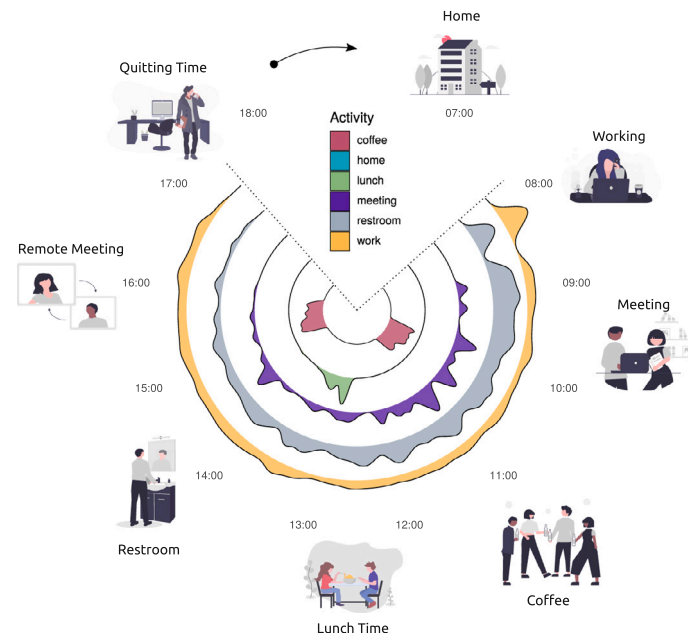 Home
Quitting Time
18:00
07:00
Activity
coffee
home
lunch
meeting
restroom
work
Working
17:00
08:00
Remote Meeting
16:00
09:00
Meeting
15:00
10:00
14:00
11:00
Restroom
13:00
12:00
Coffee
Lunch Time